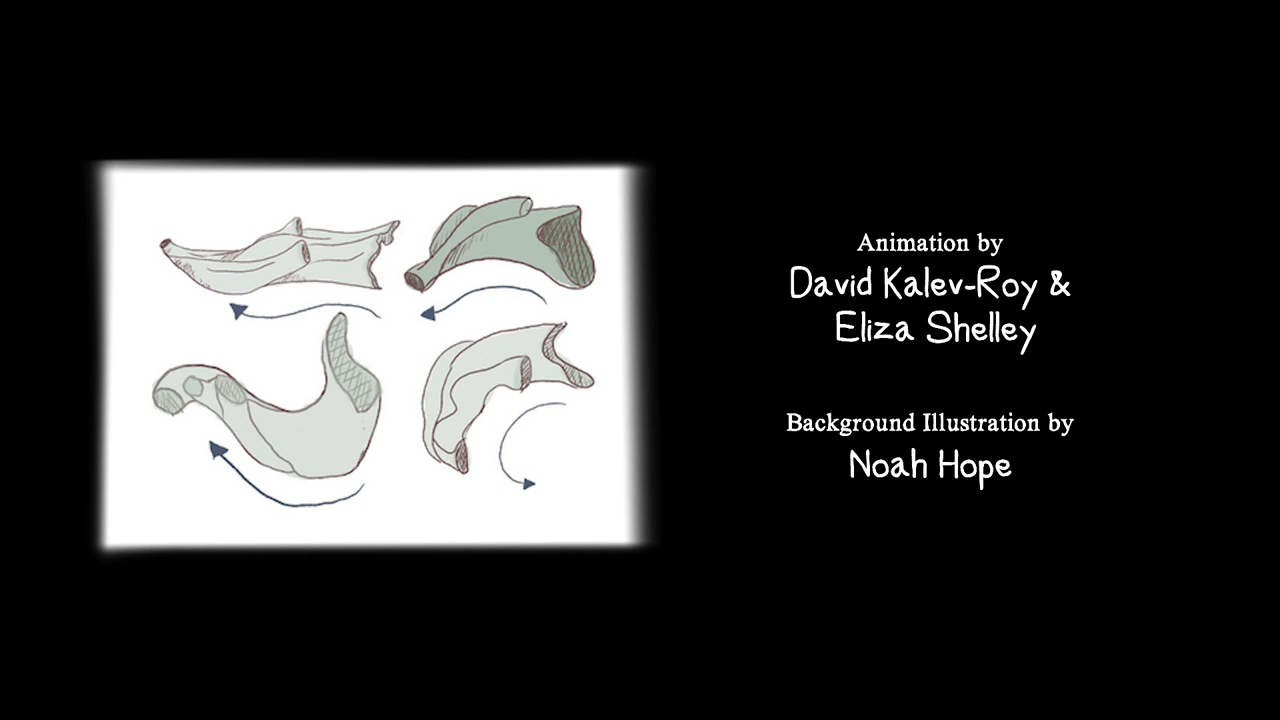 Animation by
David Kalev-Roy &
Eliza Shelley
Background Illustration by
Noah Hope